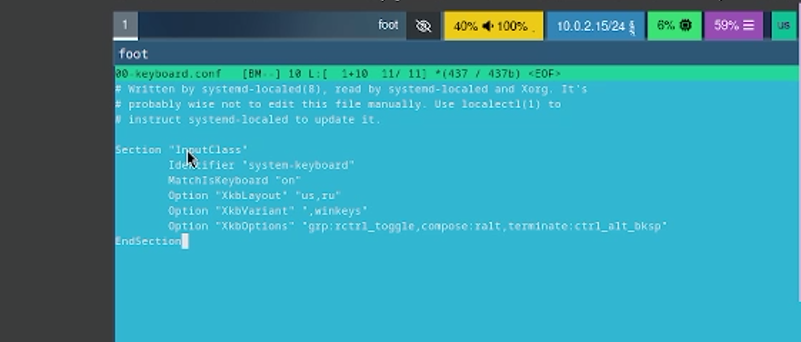 1 foot 40% 100% 10.0.2.15/24 6% 59% us
foot
00-keyboard.conf [BM--] 10 L:[ 1+10 11/ 11] *(437 / 437b) <EOF>
# Written by systemd-localed(8), read by systemd-localed and Xorg. It's
# probably wise not to edit this file manually. Use localectl(1) to
# instruct systemd-localed to update it.
Section "InputClass"
Identifier "system-keyboard"
MatchIsKeyboard "on"
Option "XkbLayout" "us,ru"
Option "XkbVariant" ",winkeys"
Option "XkbOptions" "grp:rctrl_toggle,compose:ralt,terminate:ctrl_alt_bksp"
EndSection